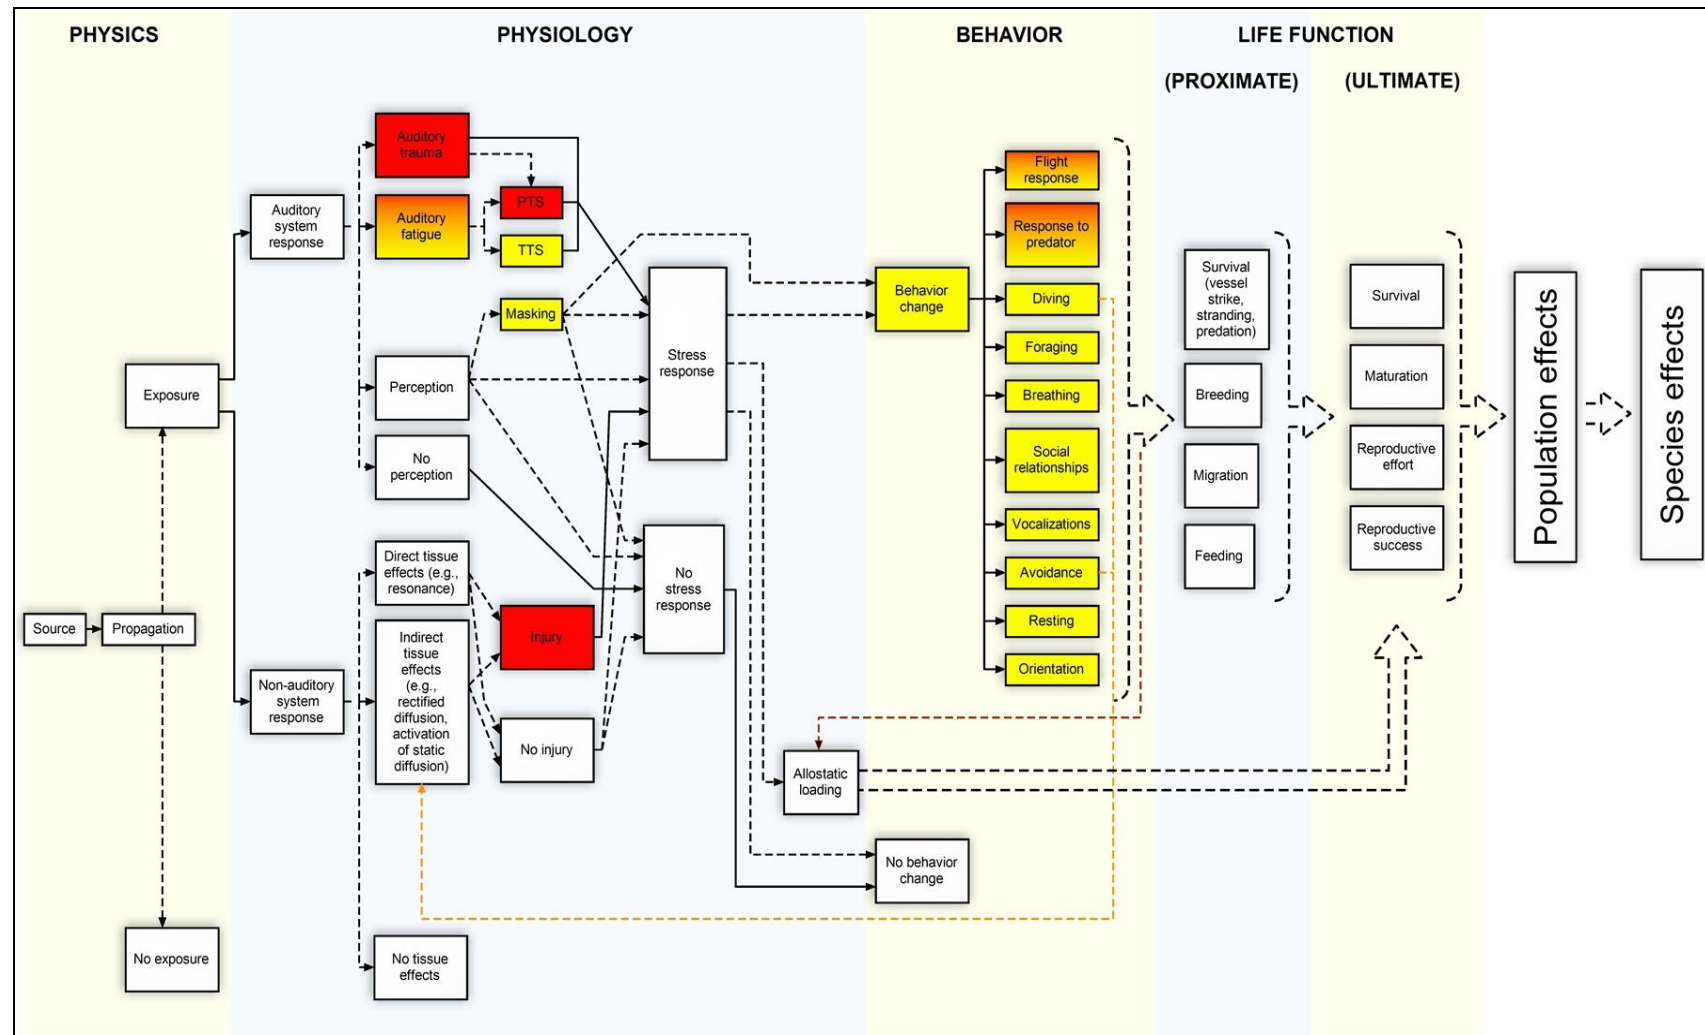 PHYSICS
PHYSIOLOGY
BEHAVIOR
LIFE FUNCTION
(PROXIMATE)
(ULTIMATE)
Source
Propagation
Exposure
No exposure
Auditory
system
response
Non-auditory
system
response
Auditory
trauma
Auditory
fatigue
PTS
TTS
Masking
Perception
No
perception
Direct tissue
effects (e.g.,
resonance)
Indirect
tissue
effects
(e.g.,
rectified
diffusion,
activation
of static
diffusion)
No tissue
effects
Injury
No injury
Stress
response
No
stress
response
Allostatic
loading
Behavior
change
No behavior
change
Flight
response
Response to
predator
Diving
Foraging
Breathing
Social
relationships
Vocalizations
Avoidance
Resting
Orientation
Survival
(vessel
strike,
stranding,
predation)
Breeding
Migration
Feeding
Survival
Maturation
Reproductive
effort
Reproductive
success
Population effects
Species effects